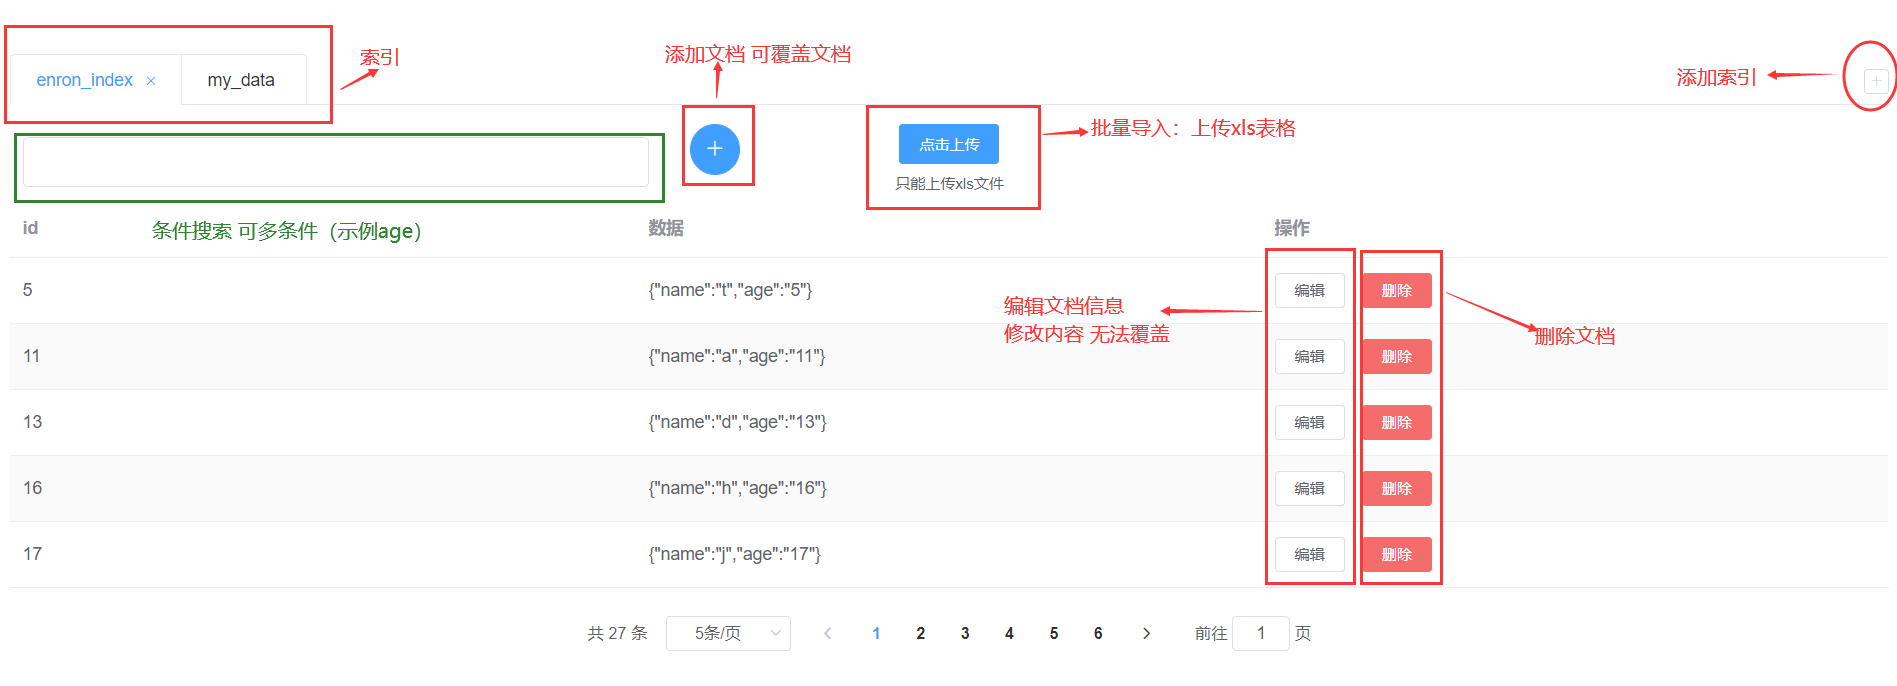 索引
添加文档 可覆盖文档
添加索引
enron_index ×
my_data
批量导入：上传xls表格
点击上传
只能上传xls文件
条件搜索 可多条件（示例age）
id
数据
操作
5
{"name":"t","age":"5"}
编辑
删除
编辑文档信息
修改内容 无法覆盖
删除文档
11
{"name":"a","age":"11"}
编辑
删除
13
{"name":"d","age":"13"}
编辑
删除
16
{"name":"h","age":"16"}
编辑
删除
17
{"name":"j","age":"17"}
编辑
删除
共 27 条
5条/页
1 2 3 4 5 6
前往 1 页